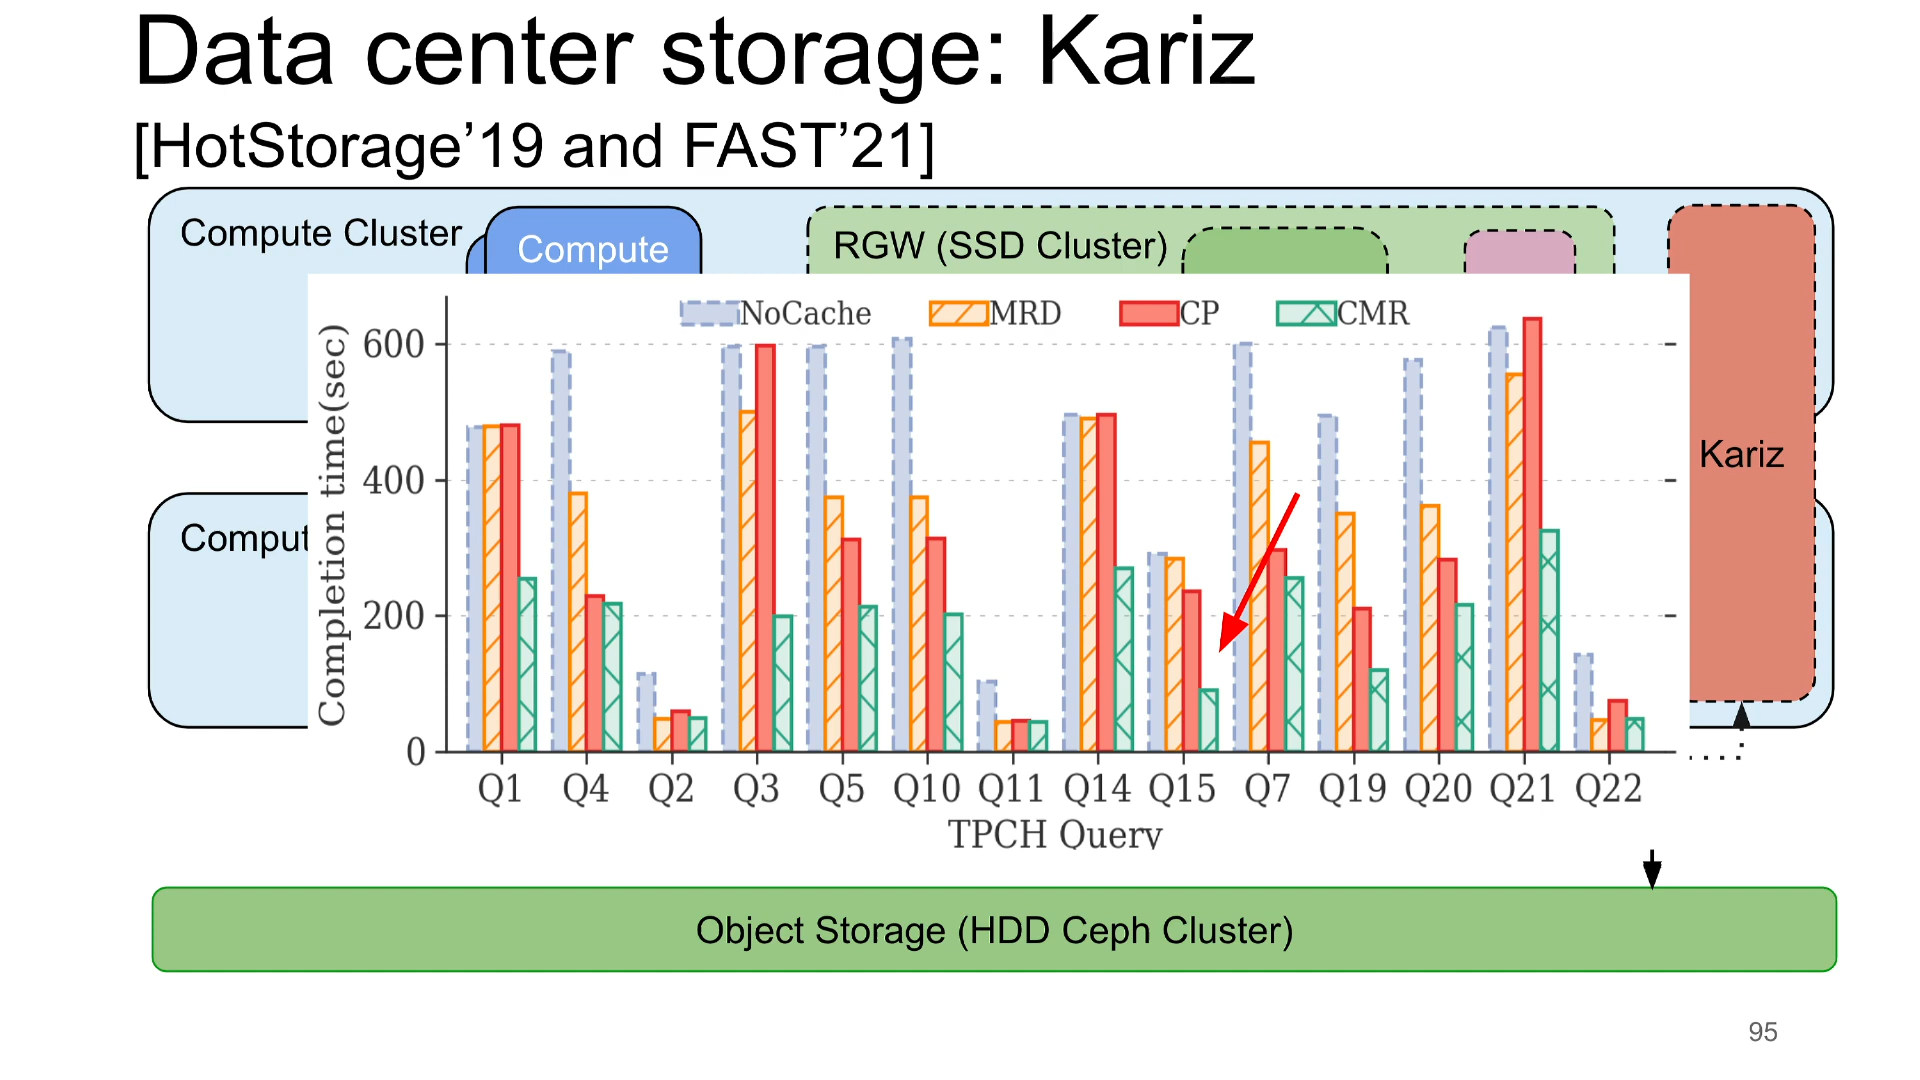 Data center storage: Kariz
[HotStorage’19 and FAST’21]
Compute Cluster
Compute
RGW (SSD Cluster)
NoCache
MRD
CP
CMR
Kariz
Completion time(sec)
600
400
200
0
Q1 Q4 Q2 Q3 Q5 Q10 Q11 Q14 Q15 Q7 Q19 Q20 Q21 Q22
TPCH Query
Object Storage (HDD Ceph Cluster)
95